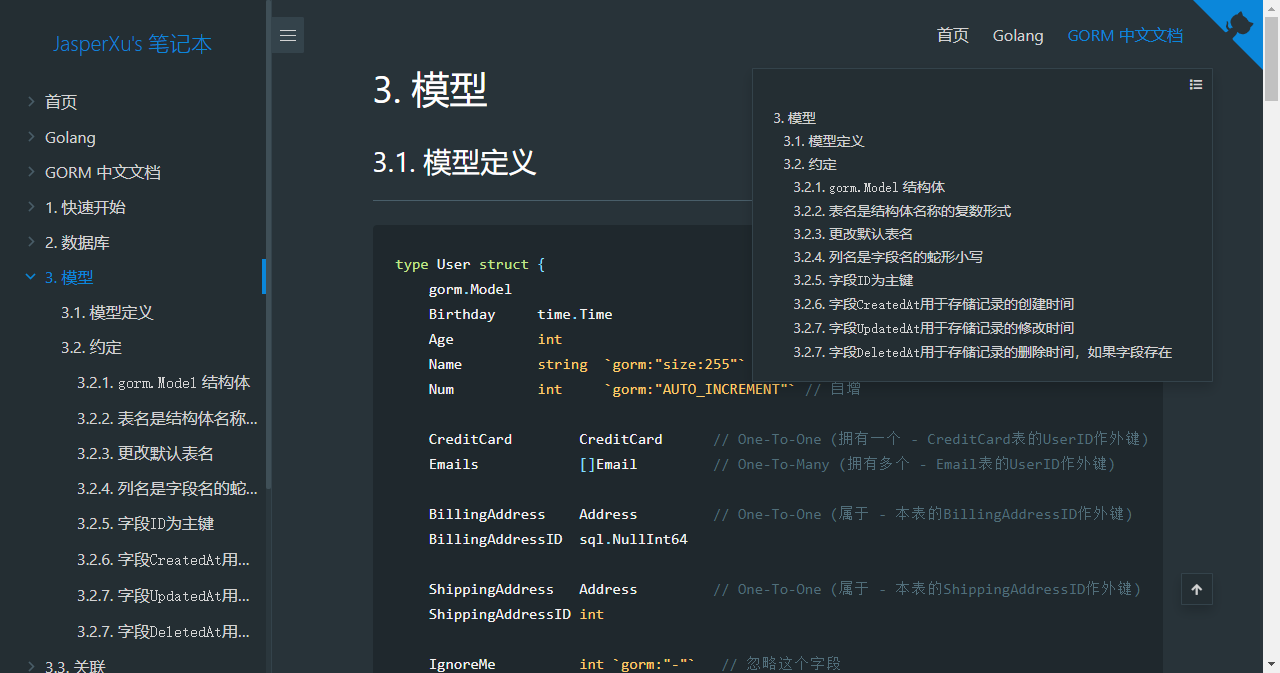 JasperXu's 笔记本
首页
Golang
GORM 中文文档
1. 快速开始
2. 数据库
3. 模型
3.1. 模型定义
3.2. 约定
3.2.1. gorm.Model 结构体
3.2.2. 表名是结构体名称...
3.2.3. 更改默认表名
3.2.4. 列名是字段名的蛇...
3.2.5. 字段ID为主键
3.2.6. 字段CreatedAt用...
3.2.7. 字段UpdatedAt用...
3.2.7. 字段DeletedAt用...
3.3. 关联
首页 Golang GORM 中文文档
3. 模型
3.1. 模型定义
3. 模型
3.1. 模型定义
3.2. 约定
3.2.1. gorm.Model 结构体
3.2.2. 表名是结构体名称的复数形式
3.2.3. 更改默认表名
3.2.4. 列名是字段名的蛇形小写
3.2.5. 字段ID为主键
3.2.6. 字段CreatedAt用于存储记录的创建时间
3.2.7. 字段UpdatedAt用于存储记录的修改时间
3.2.7. 字段DeletedAt用于存储记录的删除时间，如果字段存在
type User struct {
gorm.Model
Birthday time.Time
Age int
Name string `gorm:"size:255"`
Num int `gorm:"AUTO_INCREMENT"` // 自增
CreditCard CreditCard // One-To-One (拥有一个 - CreditCard表的UserID作外键)
Emails []Email // One-To-Many (拥有多个 - Email表的UserID作外键)
BillingAddress Address // One-To-One (属于 - 本表的BillingAddressID作外键)
BillingAddressID sql.NullInt64
ShippingAddress Address // One-To-One (属于 - 本表的ShippingAddressID作外键)
ShippingAddressID int
IgnoreMe int `gorm:"-"` // 忽略这个字段